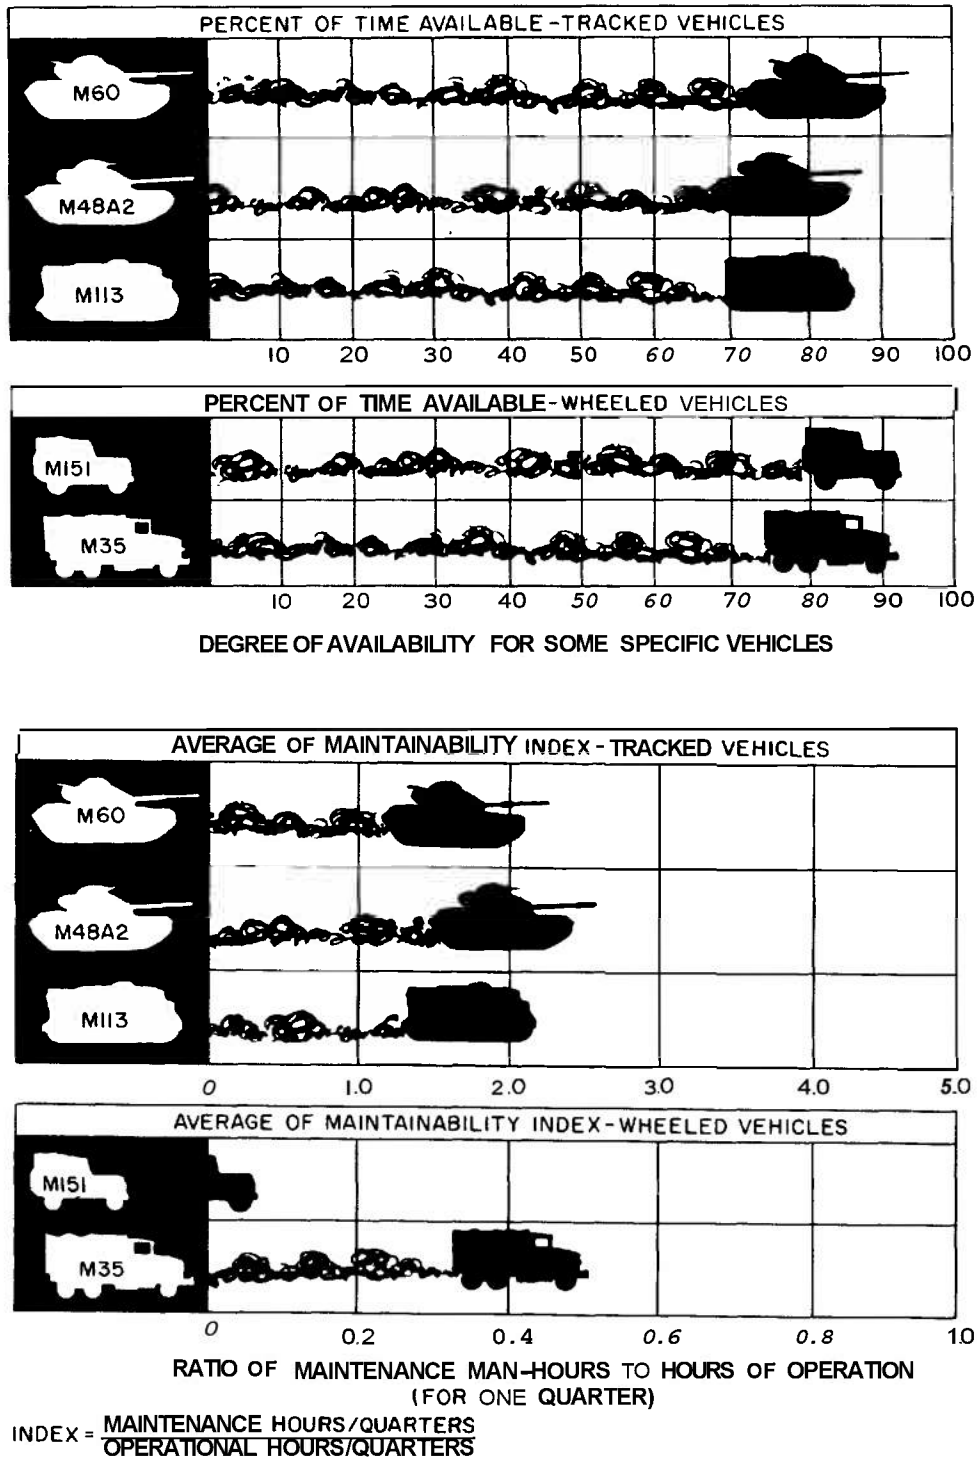 PERCENT OF TIME AVAILABLE-TRACKED VEHICLES
M60
M48A2
M113
10 20 30 40 50 60 70 80 90 100
PERCENT OF TIME AVAILABLE-WHEELED VEHICLES
M151
M35
10 20 30 40 50 60 70 80 90 100
DEGREE OF AVAILABILITY FOR SOME SPECIFIC VEHICLES
AVERAGE OF MAINTAINABILITY INDEX-TRACKED VEHICLES
M60
M48A2
M113
0 1.0 2.0 3.0 4.0 5.0
AVERAGE OF MAINTAINABILITY INDEX-WHEELED VEHICLES
M151
M35
0 0.2 0.4 0.6 0.8 1.0
RATIO OF MAINTENANCE MAN-HOURS TO HOURS OF OPERATION
(FOR ONE QUARTER)
INDEX = MAINTENANCE HOURS/QUARTERS
OPERATIONAL HOURS/QUARTERS